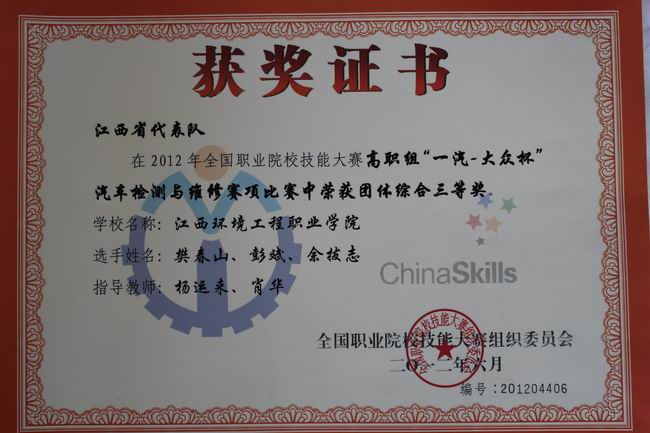 获奖证书
江西省代表队
在2012年全国职业院校技能大赛高职组“一汽-大众杯”
汽车检测与维修赛项比赛中荣获团体综合三等奖。
学校名称：江西环境工程职业学院
选手姓名：樊春山、彭斌、余拔志
指导教师：杨运来、肖华
ChinaSkills
全国职业院校技能大赛组织委员会
二〇一二年六月
编号：201204406